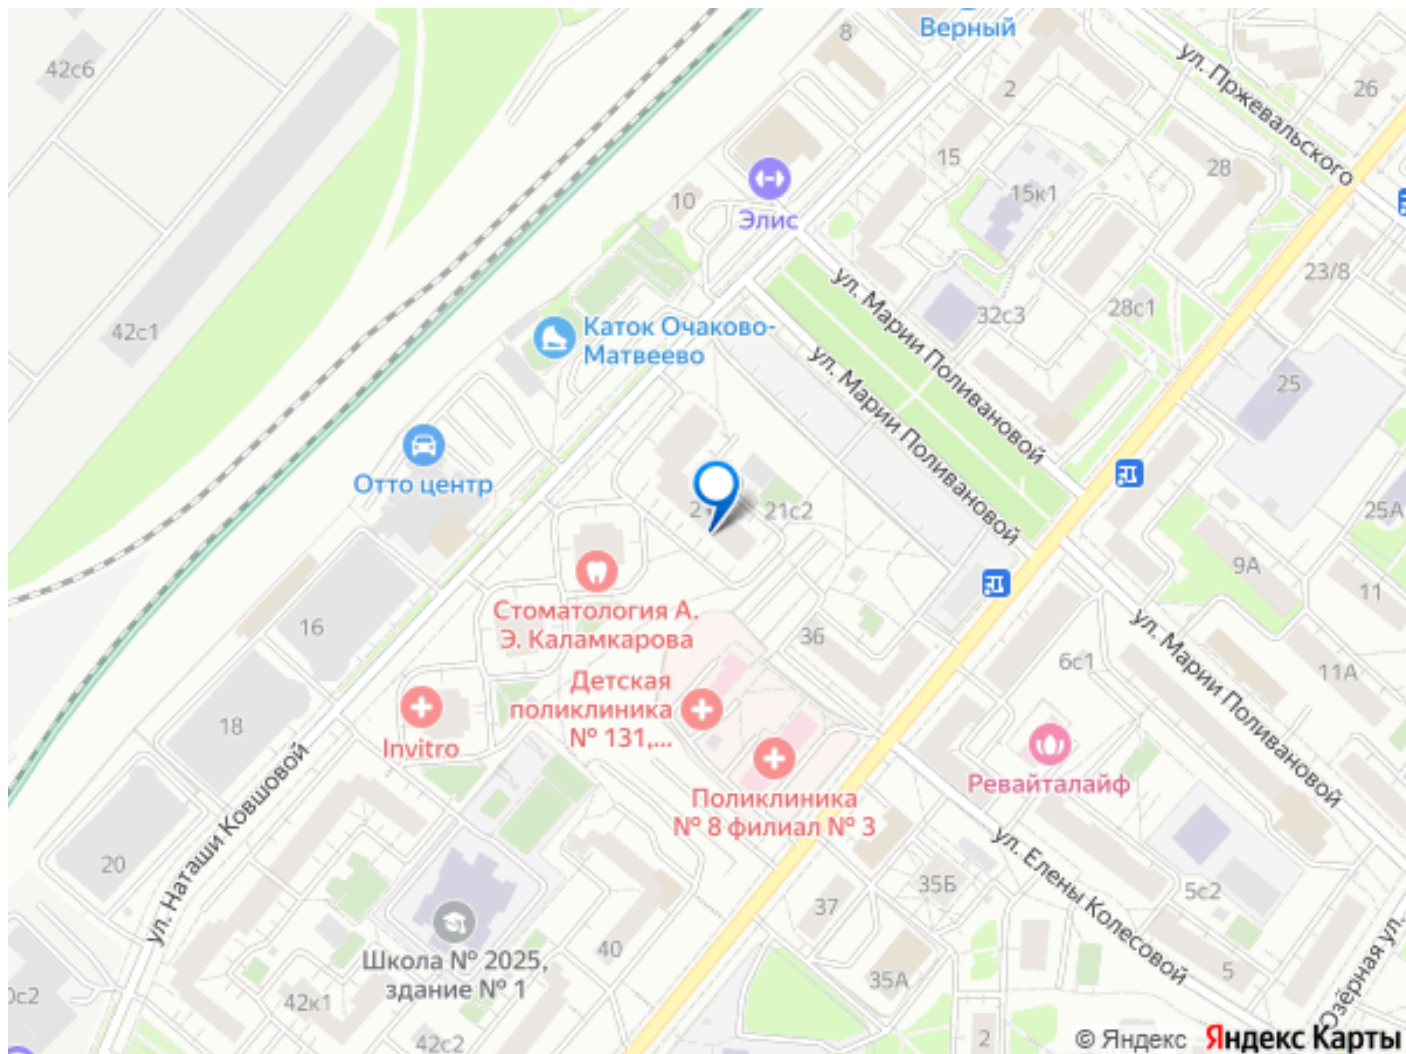 Верный
8
ул. Пржевальского
26
42с6
2
15
28
15к1
Элис
10
23/8
28с1
32с3
ул. Марии Поливановой
42с1
Каток Очаково-
Матвеево
ул. Марии Поливановой
25
Отто центр
2
21с2
25А
9А
11
Стоматология А.
Э. Каламкарова
16
36
6с1
11А
ул. Марии Поливановой
Детская
поликлиника
№ 131,...
18
Invitro
Ревайталайф
Поликлиника
№ 8 филиал № 3
ул. Наташи Ковшовой
20
ул. Елены Колесовой
35Б
5с2
37
40
Школа № 2025,
здание № 1
35А
5
Озёрная ул.
0с2
42к1
42с2
2
© Яндекс Яндекс Карты